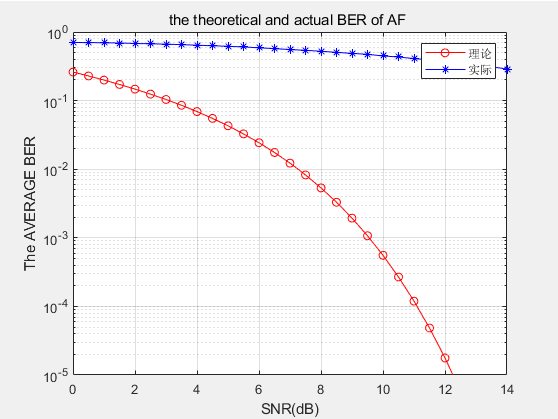 the theoretical and actual BER of AF
10^0
10^-1
10^-2
10^-3
10^-4
10^-5
The AVERAGE BER
理论
实际
0 2 4 6 8 10 12 14
SNR(dB)